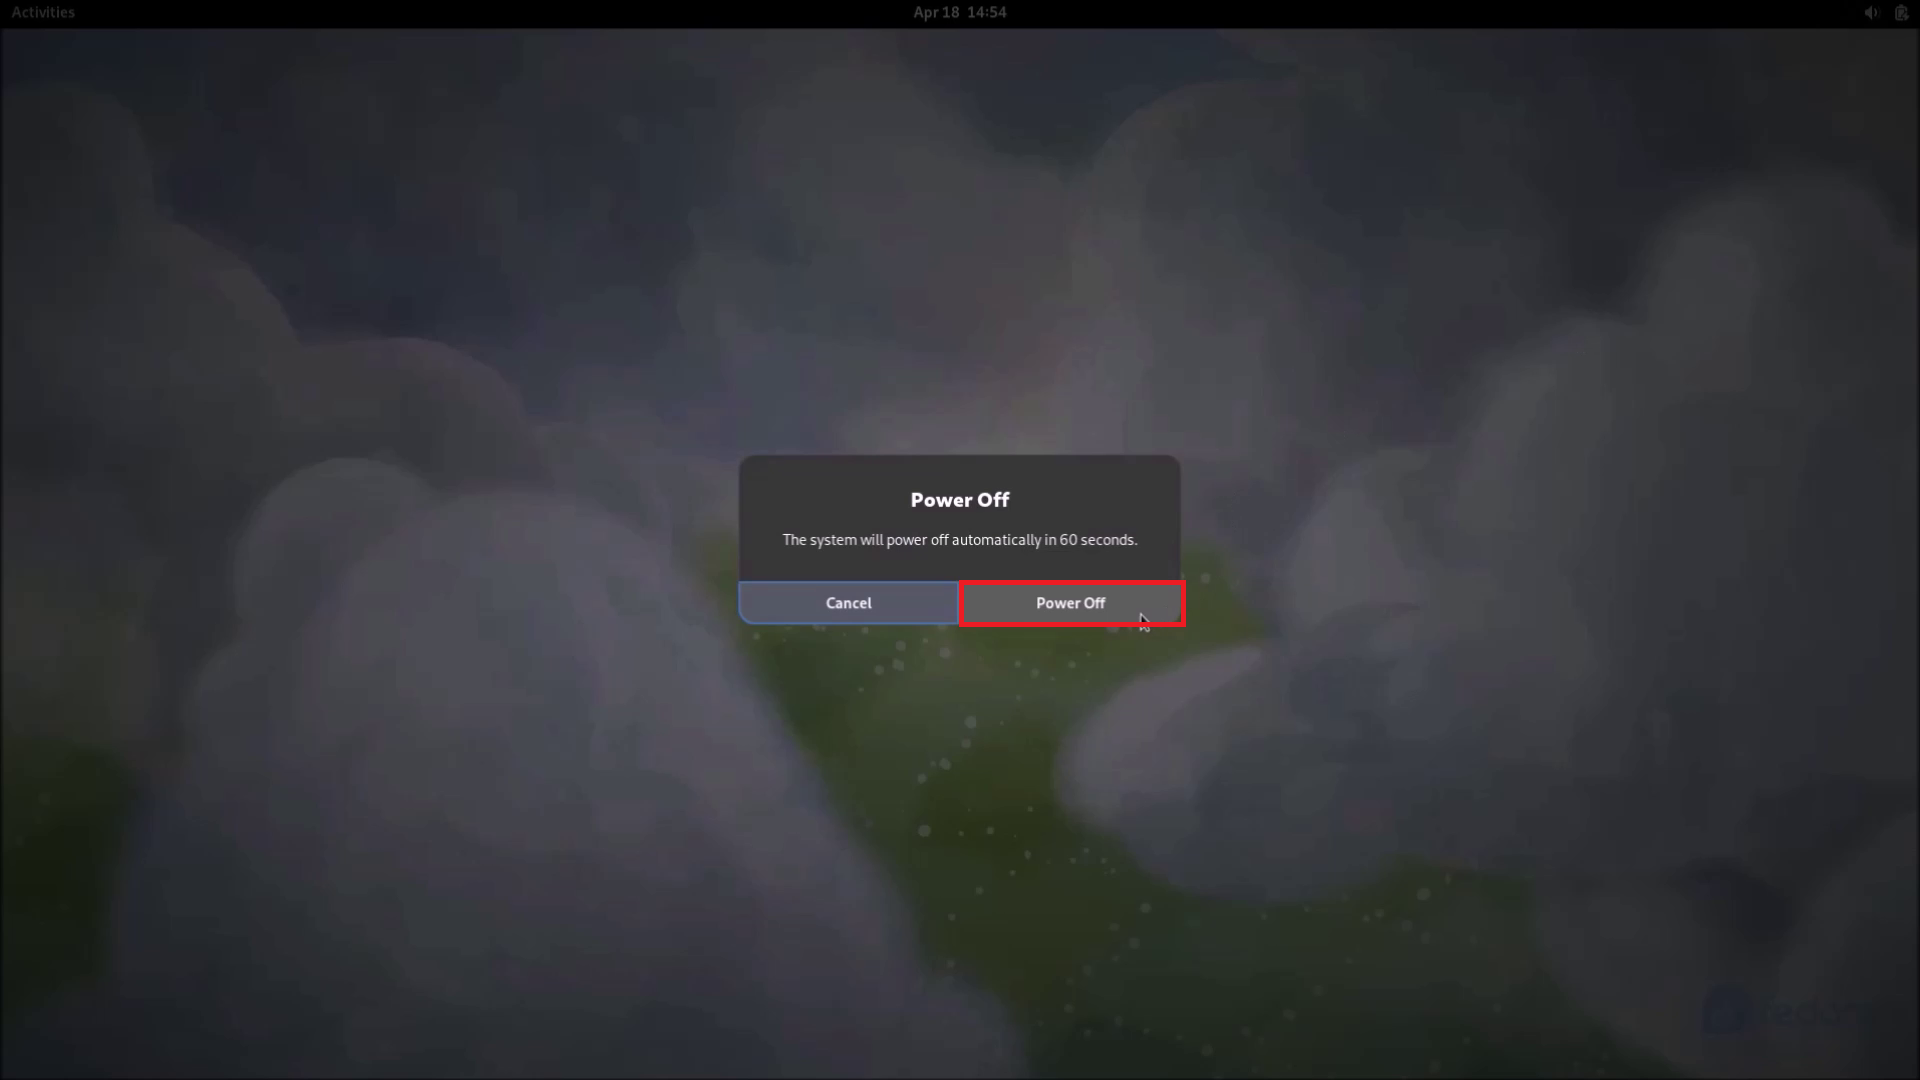 Activities
Apr 18 14:54
Power Off
The system will power off automatically in 60 seconds.
Cancel
Power Off
fedora